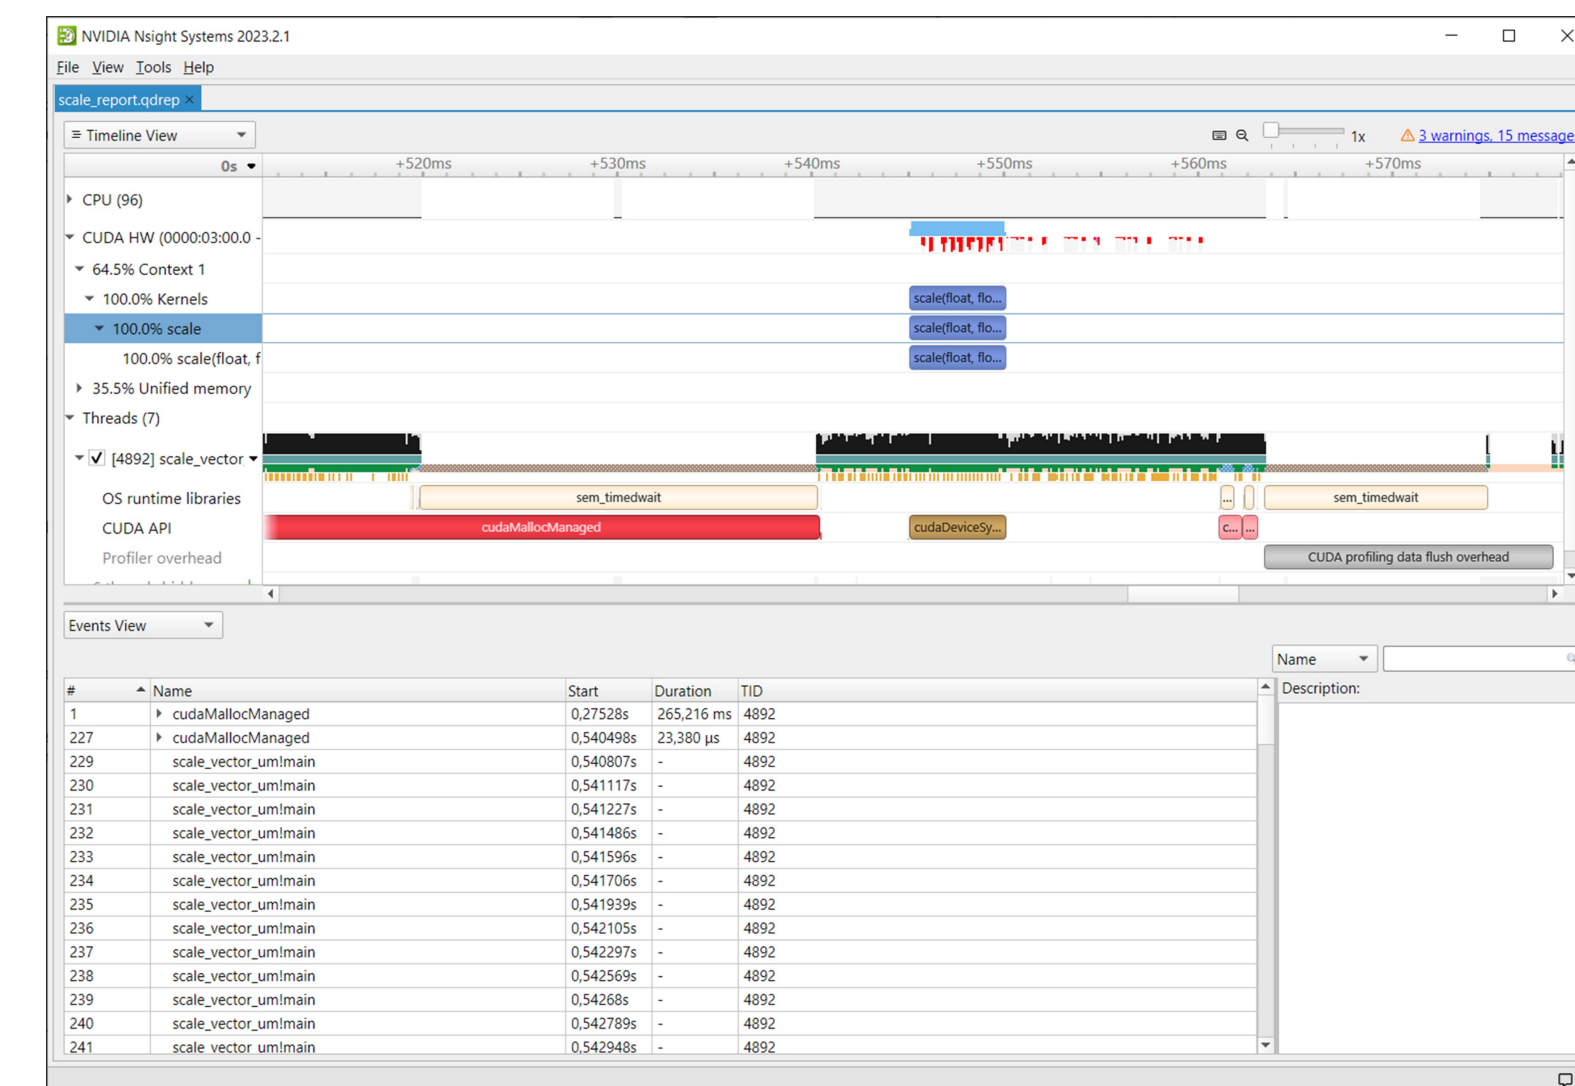 NVIDIA Nsight Systems 2023.2.1
File View Tools Help
scale_report.qdrep ×
Timeline View
1x
3 warnings, 15 message
0s
+520ms +530ms +540ms +550ms +560ms +570ms
CPU (96)
CUDA HW (0000:03:00.0 -
64.5% Context 1
100.0% Kernels
scale(float, flo...
100.0% scale
scale(float, flo...
100.0% scale(float, f
scale(float, flo...
35.5% Unified memory
Threads (7)
[4892] scale_vector
OS runtime libraries
sem_timedwait
...
sem_timedwait
CUDA API
cudaMallocManaged
cudaDeviceSy...
c...
...
Profiler overhead
CUDA profiling data flush overhead
Events View
Name
# Name Start Duration TID
Description:
1 cudaMallocManaged 0,27528s 265,216 ms 4892
227 cudaMallocManaged 0,540498s 23,380 μs 4892
229 scale_vector_um!main 0,540807s - 4892
230 scale_vector_um!main 0,541117s - 4892
231 scale_vector_um!main 0,541227s - 4892
232 scale_vector_um!main 0,541486s - 4892
233 scale_vector_um!main 0,541596s - 4892
234 scale_vector_um!main 0,541706s - 4892
235 scale_vector_um!main 0,541939s - 4892
236 scale_vector_um!main 0,542105s - 4892
237 scale_vector_um!main 0,542297s - 4892
238 scale_vector_um!main 0,542569s - 4892
239 scale_vector_um!main 0,54268s - 4892
240 scale_vector_um!main 0,542789s - 4892
241 scale_vector_um!main 0,542948s - 4892